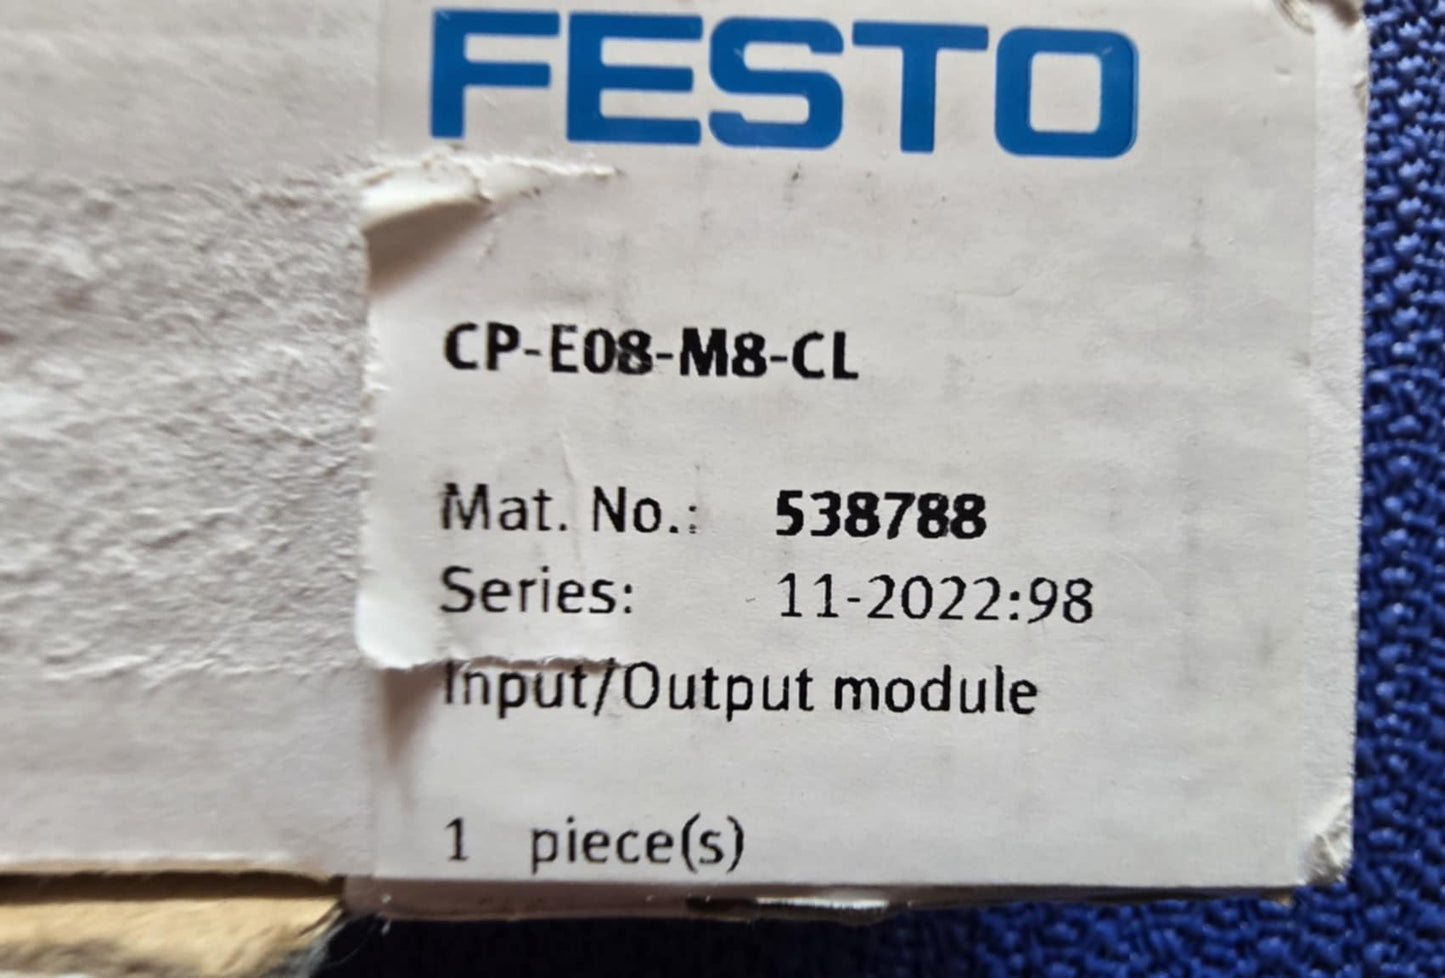 FESTO
CP-E08-M8-CL
Mat. No.: 538788
Series: 11-2022:98
Input/Output module
1 piece(s)